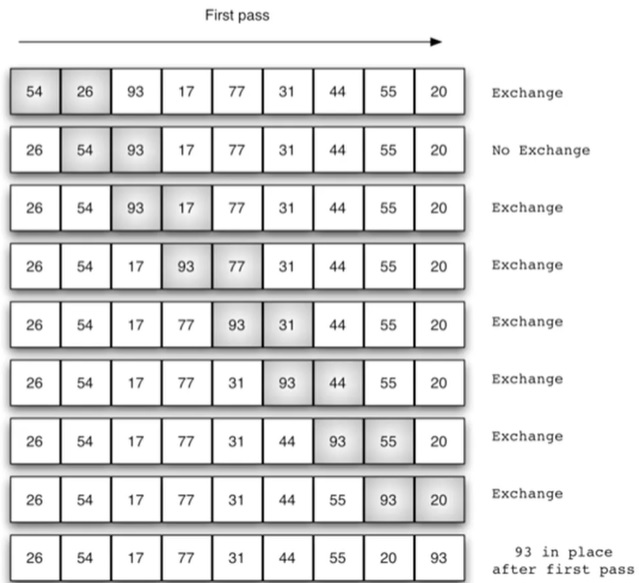 First pass
54 26 93 17 77 31 44 55 20 Exchange
26 54 93 17 77 31 44 55 20 No Exchange
26 54 93 17 77 31 44 55 20 Exchange
26 54 17 93 77 31 44 55 20 Exchange
26 54 17 77 93 31 44 55 20 Exchange
26 54 17 77 31 93 44 55 20 Exchange
26 54 17 77 31 44 93 55 20 Exchange
26 54 17 77 31 44 55 93 20 Exchange
26 54 17 77 31 44 55 20 93 93 in place
after first pass